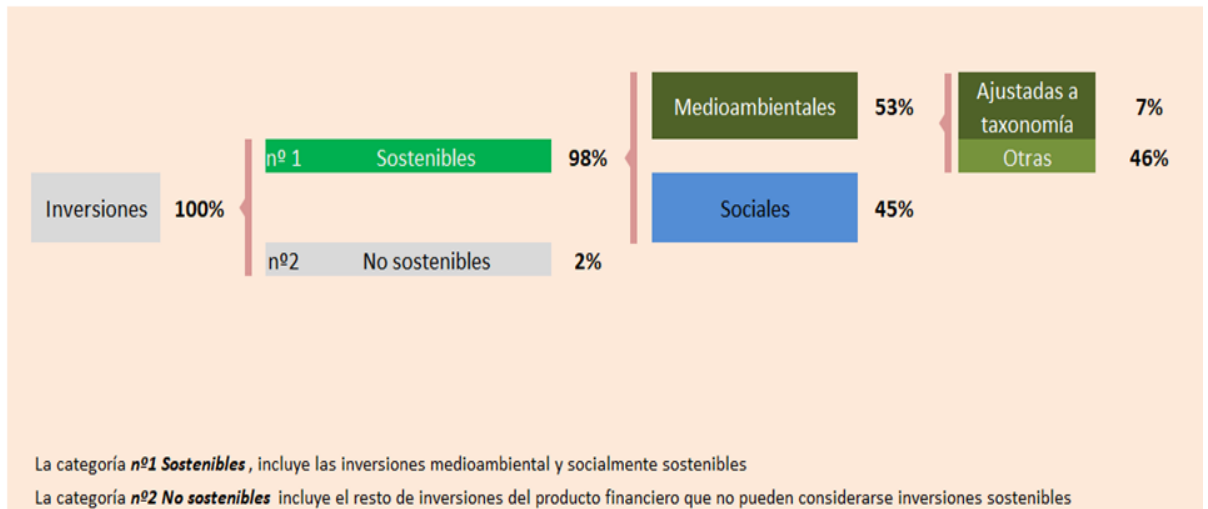 Inversiones 100%
nº 1 Sostenibles 98%
nº2 No sostenibles 2%
Medioambientales 53%
Sociales 45%
Ajustadas a
taxonomía 7%
Otras 46%
La categoría nº1 Sostenibles , incluye las inversiones medioambiental y socialmente sostenibles
La categoría nº2 No sostenibles incluye el resto de inversiones del producto financiero que no pueden considerarse inversiones sostenibles